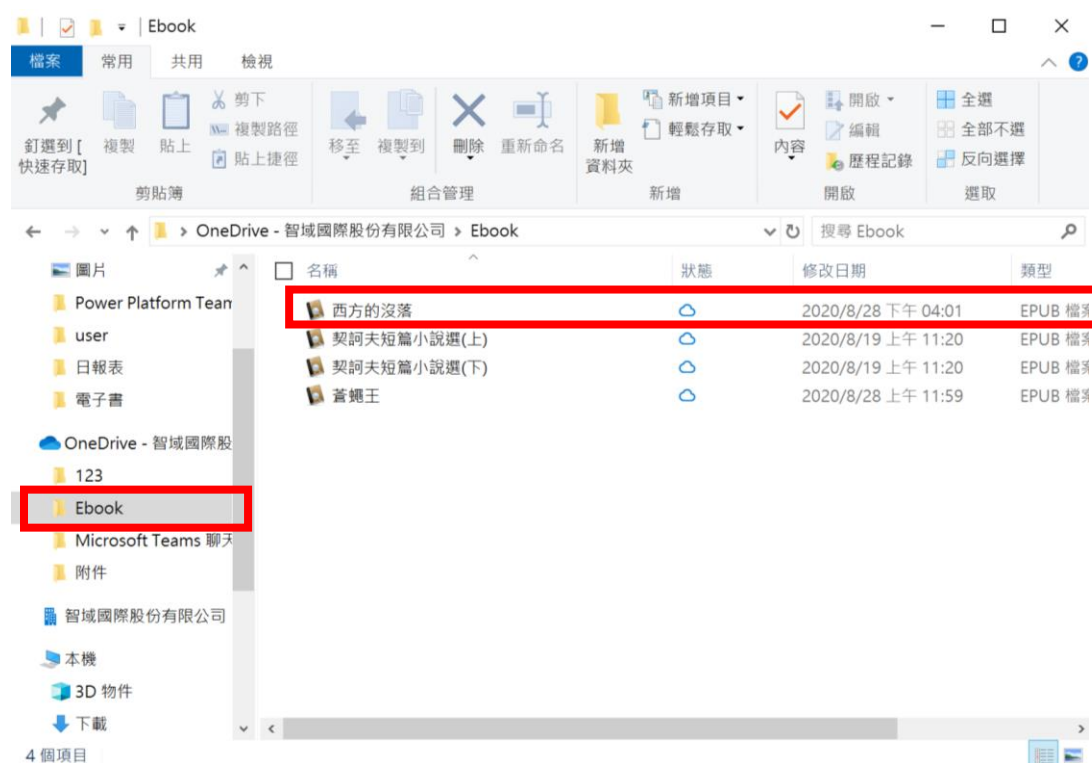 Ebook
檔案 常用 共用 檢視
釘選到 [快速存取] 複製 貼上 剪下 複製路徑 貼上捷徑 移至 複製到 刪除 重新命名 新增資料夾 新增項目 輕鬆存取 內容 開啟 編輯 歷程記錄 全選 全部不選 反向選擇
剪貼簿 組合管理 新增 開啟 選取
OneDrive - 智域國際股份有限公司 > Ebook 搜尋 Ebook
圖片
Power Platform Team
user
日報表
電子書
OneDrive - 智域國際股
123
Ebook
Microsoft Teams 聊天
附件
智域國際股份有限公司
本機
3D 物件
下載
名稱 狀態 修改日期 類型
西方的沒落 2020/8/28 下午 04:01 EPUB 檔案
契訶夫短篇小說選(上) 2020/8/19 上午 11:20 EPUB 檔案
契訶夫短篇小說選(下) 2020/8/19 上午 11:20 EPUB 檔案
蒼蠅王 2020/8/28 上午 11:59 EPUB 檔案
4 個項目